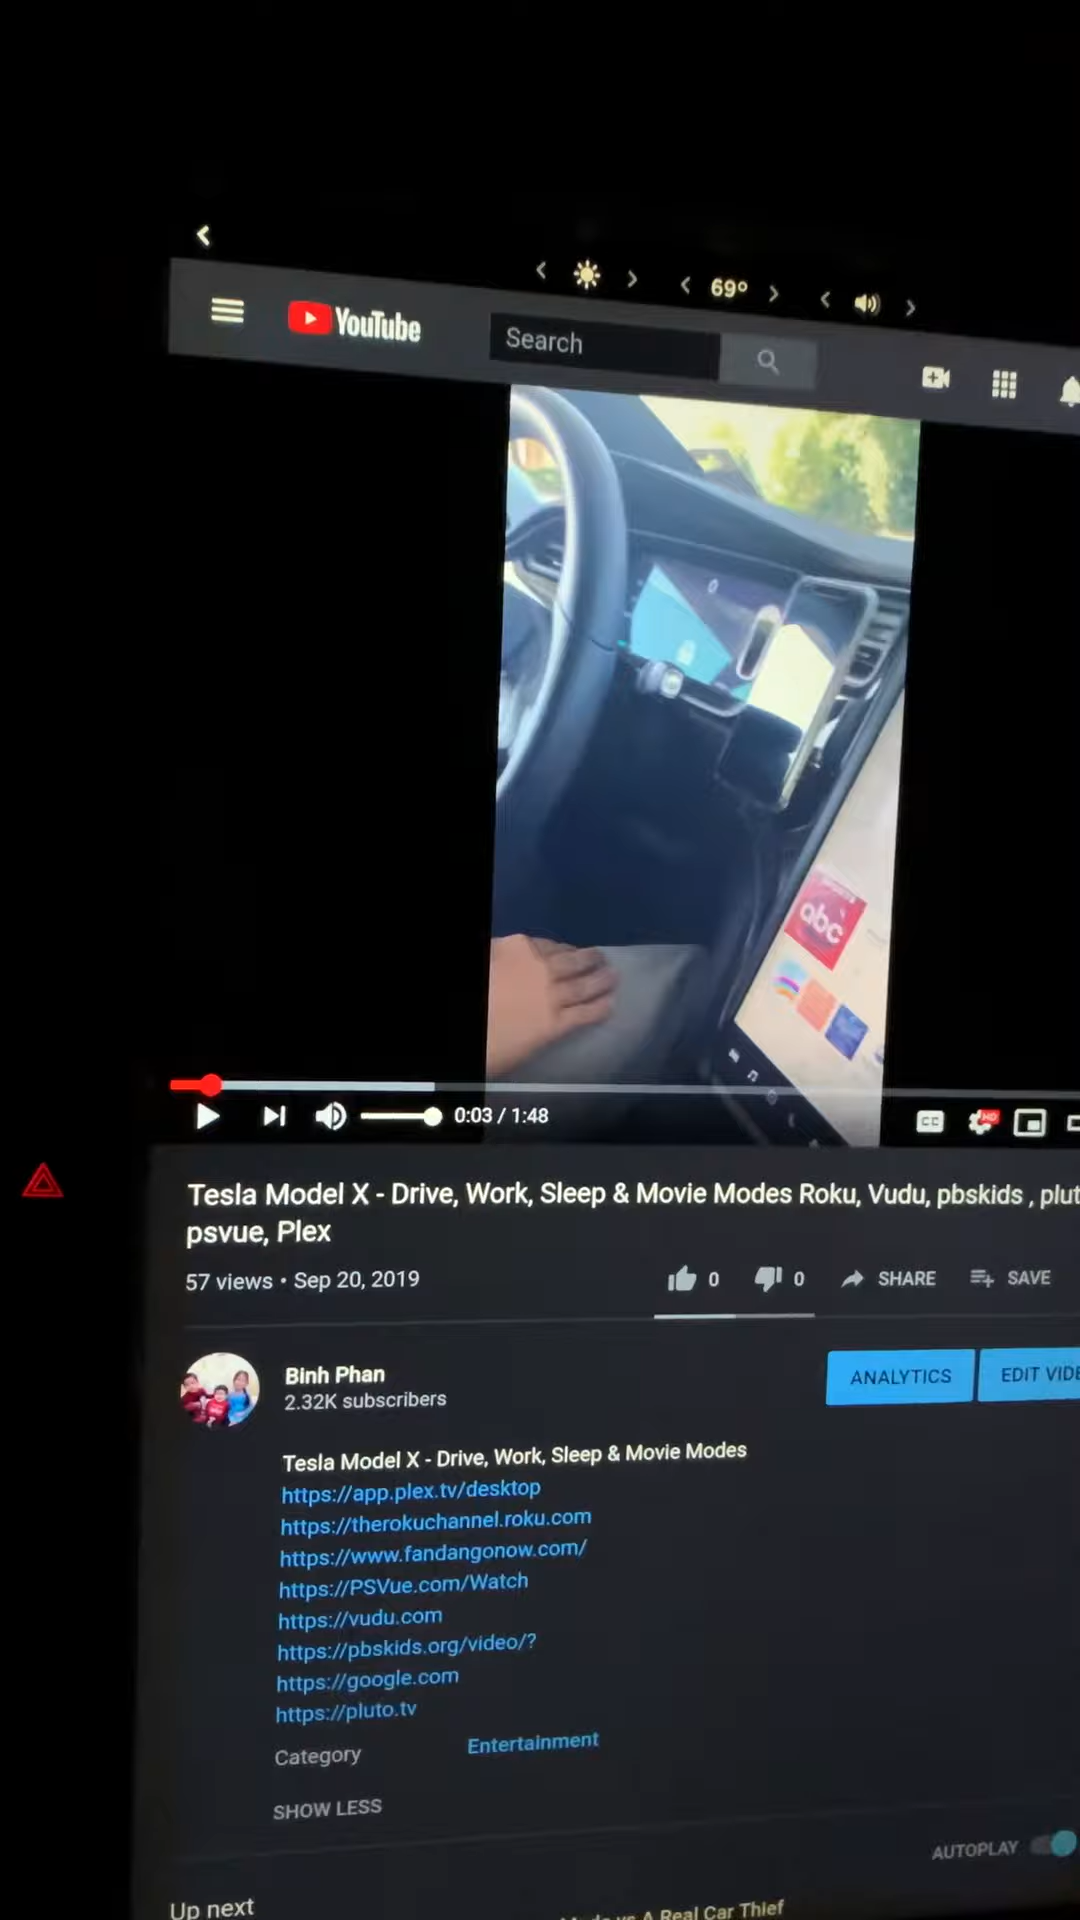 69°
YouTube
Search
abc
HD
CC
0:03 / 1:48
Tesla Model X - Drive, Work, Sleep & Movie Modes Roku, Vudu, pbskids , plut
psvue, Plex
57 views • Sep 20, 2019
0
0
SHARE
SAVE
Binh Phan
2.32K subscribers
ANALYTICS
EDIT VIDE
Tesla Model X - Drive, Work, Sleep & Movie Modes
https://app.plex.tv/desktop
https://therokuchannel.roku.com
https://www.fandangonow.com/
https://PSVue.com/Watch
https://vudu.com
https://pbskids.org/video/?
https://google.com
https://pluto.tv
Category
Entertainment
SHOW LESS
AUTOPLAY
Up next
vs A Real Car Thief